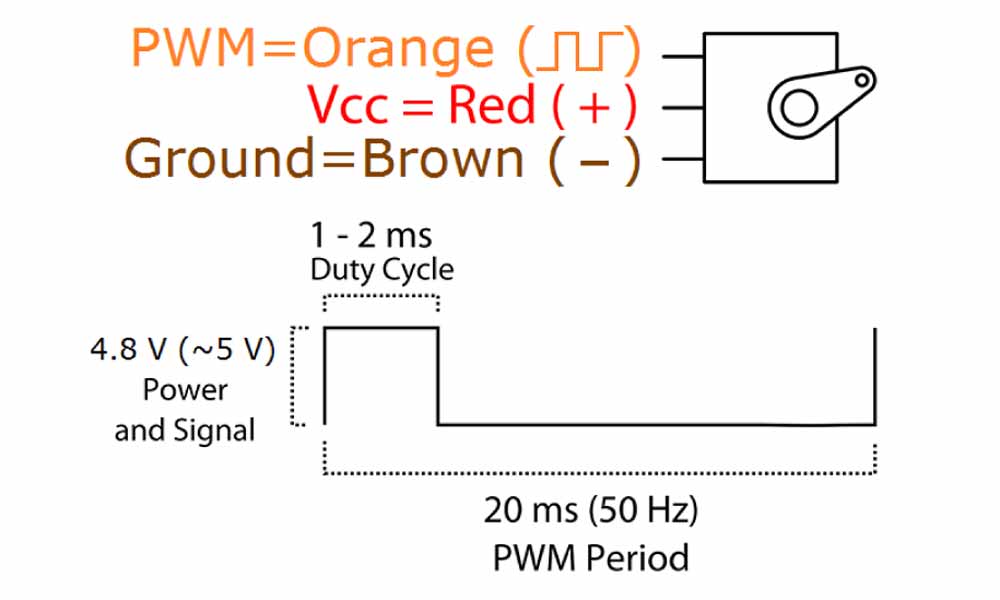 PWM=Orange (⎍⎍)
Vcc = Red ( + )
Ground=Brown ( – )
1 - 2 ms
Duty Cycle
4.8 V (~5 V)
Power
and Signal
20 ms (50 Hz)
PWM Period